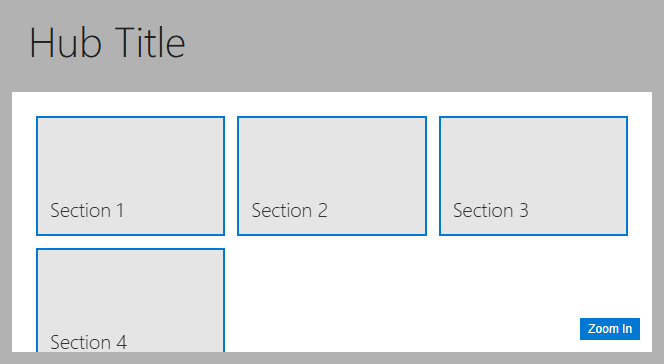 Hub Title
Section 1
Section 2
Section 3
Section 4
Zoom In